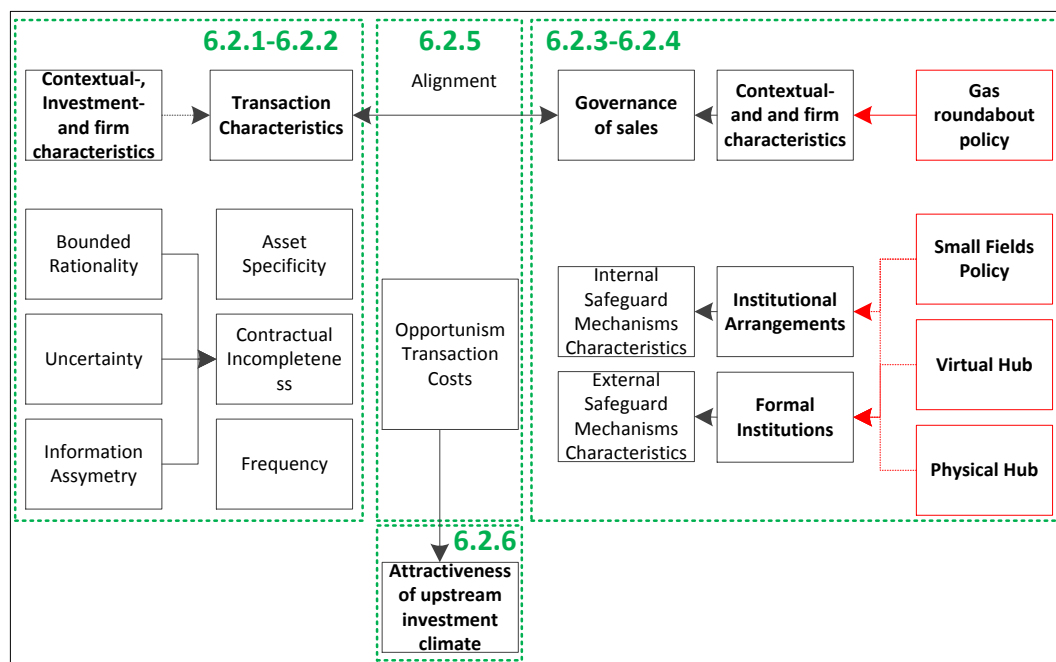 6.2.1-6.2.2
6.2.5
6.2.3-6.2.4
Contextual-,
Investment-
and firm
characteristics
Transaction
Characteristics
Alignment
Governance
of sales
Contextual-
and and firm
characteristics
Gas
roundabout
policy
Bounded
Rationality
Asset
Specificity
Uncertainty
Contractual
Incompletene
ss
Information
Assymetry
Frequency
Opportunism
Transaction
Costs
Internal
Safeguard
Mechanisms
Characteristics
Institutional
Arrangements
Small Fields
Policy
External
Safeguard
Mechanisms
Characteristics
Formal
Institutions
Virtual Hub
Physical Hub
6.2.6
Attractiveness
of upstream
investment
climate